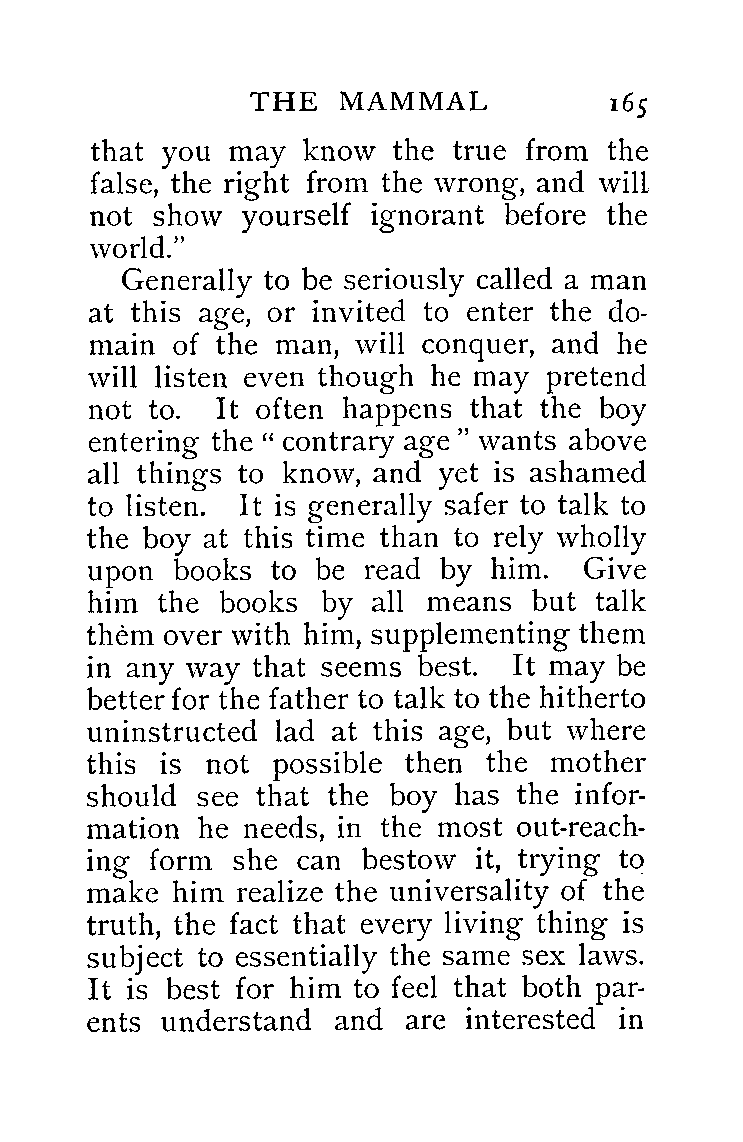 THE MAMMAL 165
that you may know the true from the
false, the right from the wrong, and will
not show yourself ignorant before the
world.”
Generally to be seriously called a man
at this age, or invited to enter the do-
main of the man, will conquer, and he
will listen even though he may pretend
not to. It often happens that the boy
entering the “ contrary age ” wants above
all things to know, and yet is ashamed
to listen. It is generally safer to talk to
the boy at this time than to rely wholly
upon books to be read by him. Give
him the books by all means but talk
them over with him, supplementing them
in any way that seems best. It may be
better for the father to talk to the hitherto
uninstructed lad at this age, but where
this is not possible then the mother
should see that the boy has the infor-
mation he needs, in the most out-reach-
ing form she can bestow it, trying to
make him realize the universality of the
truth, the fact that every living thing is
subject to essentially the same sex laws.
It is best for him to feel that both par-
ents understand and are interested in